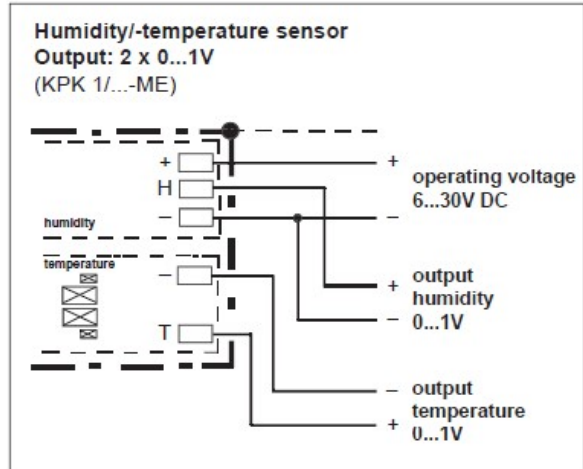 Humidity/-temperature sensor
Output: 2 x 0...1V
(KPK 1/...-ME)
+
H
–
humidity
temperature
–
T
+
operating voltage
6...30V DC
–
+
output
humidity
–
0...1V
–
output
temperature
+
0...1V